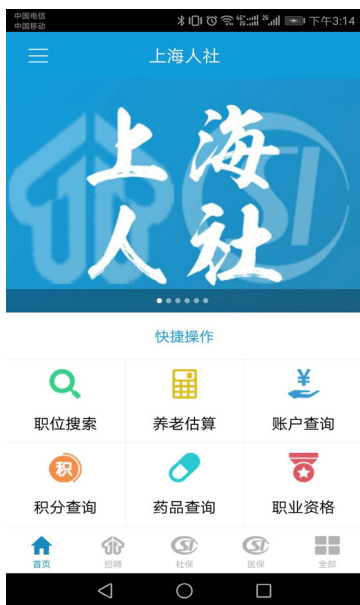 中国电信
中国移动
4G 2G 2G 下午3:14
上海人社
上海
人社
快捷操作
职位搜索 养老估算 账户查询
积分查询 药品查询 职业资格
首页 招聘 社保 医保 全部